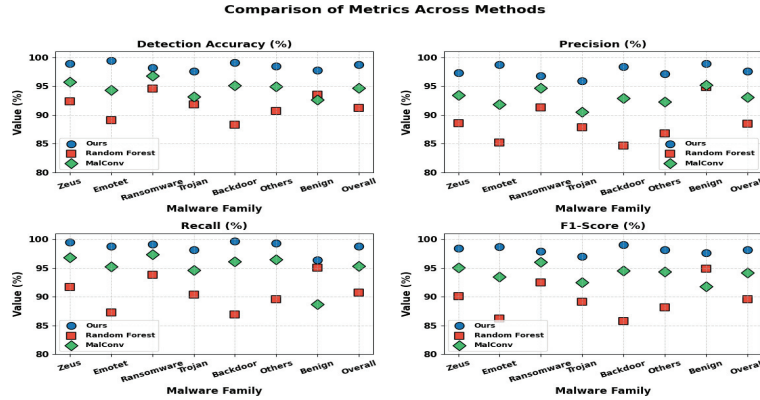 Comparison of Metrics Across Methods
Detection Accuracy (%)
Value (%)
100
95
90
85
80
Ours
Random Forest
MalConv
Zeus
Emotet
Ransomware
Trojan
Backdoor
Others
Benign
Overall
Malware Family
Precision (%)
Value (%)
100
95
90
85
80
Ours
Random Forest
MalConv
Zeus
Emotet
Ransomware
Trojan
Backdoor
Others
Benign
Overall
Malware Family
Recall (%)
Value (%)
100
95
90
85
80
Ours
Random Forest
MalConv
Zeus
Emotet
Ransomware
Trojan
Backdoor
Others
Benign
Overall
Malware Family
F1-Score (%)
Value (%)
100
95
90
85
80
Ours
Random Forest
MalConv
Zeus
Emotet
Ransomware
Trojan
Backdoor
Others
Benign
Overall
Malware Family